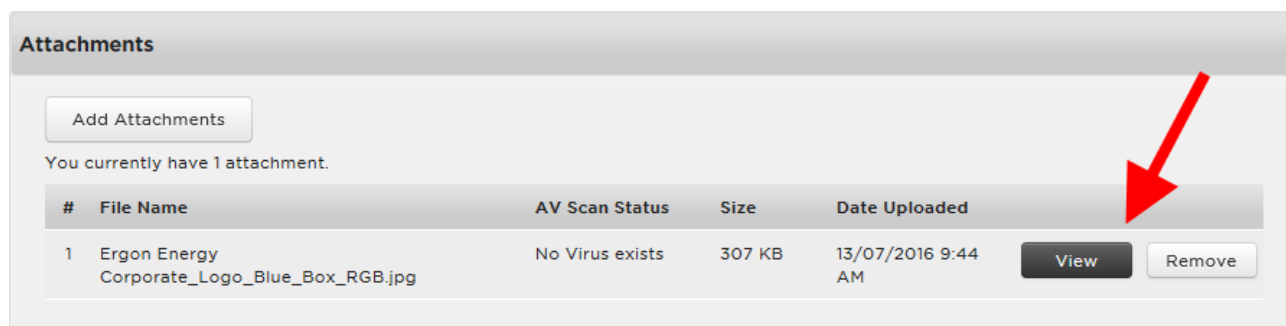 Attachments
Add Attachments
You currently have 1 attachment.
# File Name AV Scan Status Size Date Uploaded
1 Ergon Energy No Virus exists 307 KB 13/07/2016 9:44 View Remove
Corporate_Logo_Blue_Box_RGB.jpg AM